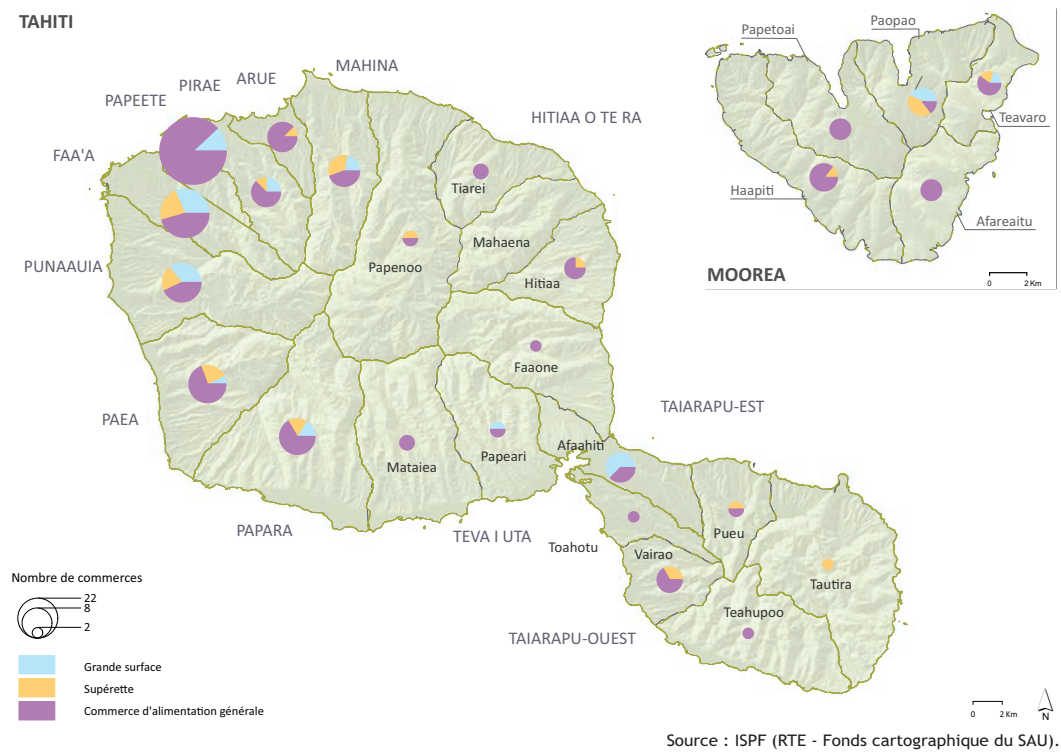 TAHITI
MAHINA
ARUE
PIRAE
PAPEETE
FAA'A
HITIAA O TE RA
PUNAAUIA
PAEA
PAPARA
TEVA I UTA
TAIARAPU-EST
TAIARAPU-OUEST
Tiarei
Mahaena
Papenoo
Hitiaa
Faaone
Mataiea
Papeari
Afaahiti
Toahotu
Vairao
Pueu
Tautira
Teahupoo
Papetoai
Paopao
Teavaro
Haapiti
Afareaitu
MOOREA
0 2 Km
Nombre de commerces
22
8
2
Grande surface
Supérette
Commerce d'alimentation générale
0 2 Km
N
Source : ISPF (RTE - Fonds cartographique du SAU).